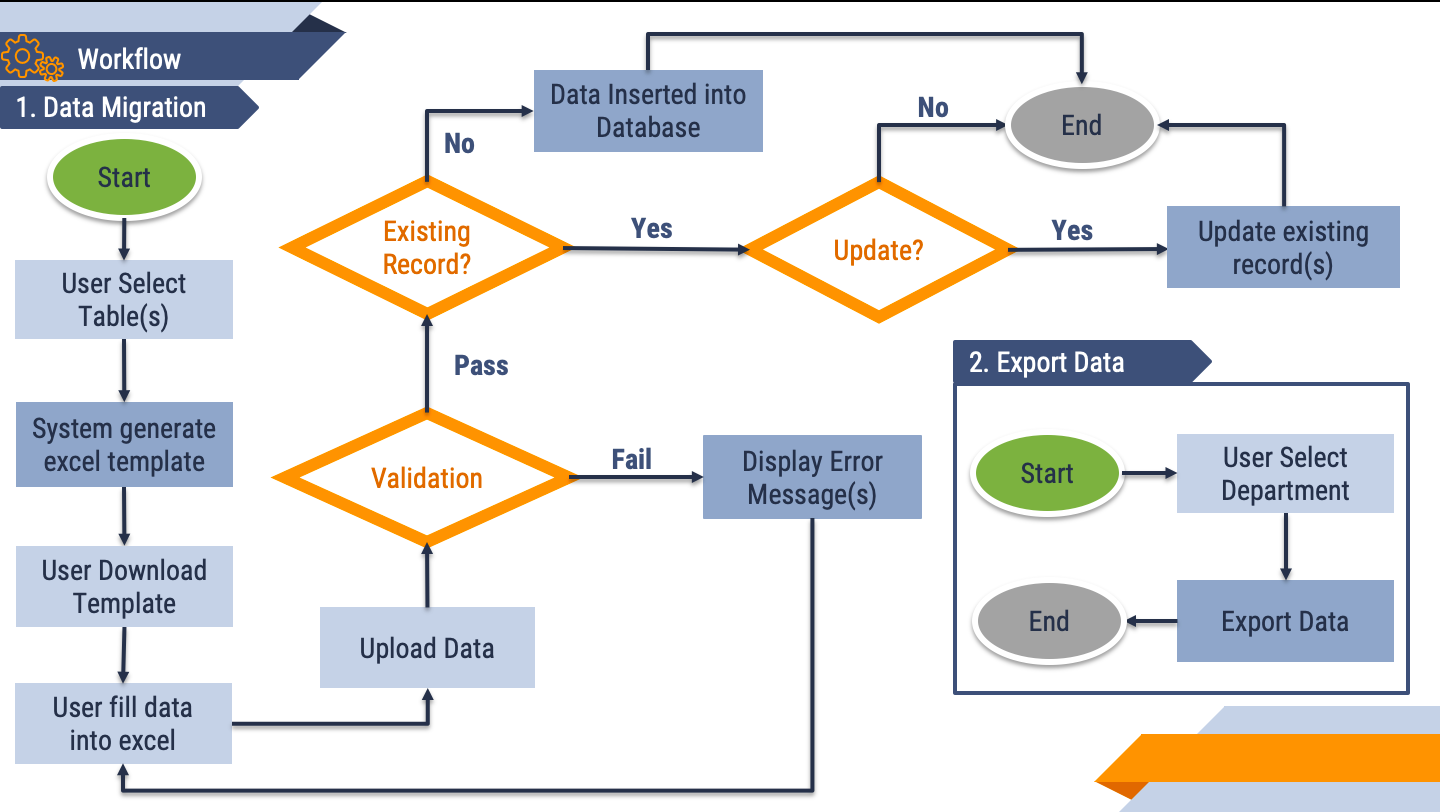 Workflow
1. Data Migration
Start
User Select
Table(s)
System generate
excel template
User Download
Template
User fill data
into excel
Upload Data
Validation
Fail
Display Error
Message(s)
Pass
Existing
Record?
No
Data Inserted into
Database
Yes
Update?
No
End
Yes
Update existing
record(s)
2. Export Data
Start
User Select
Department
Export Data
End